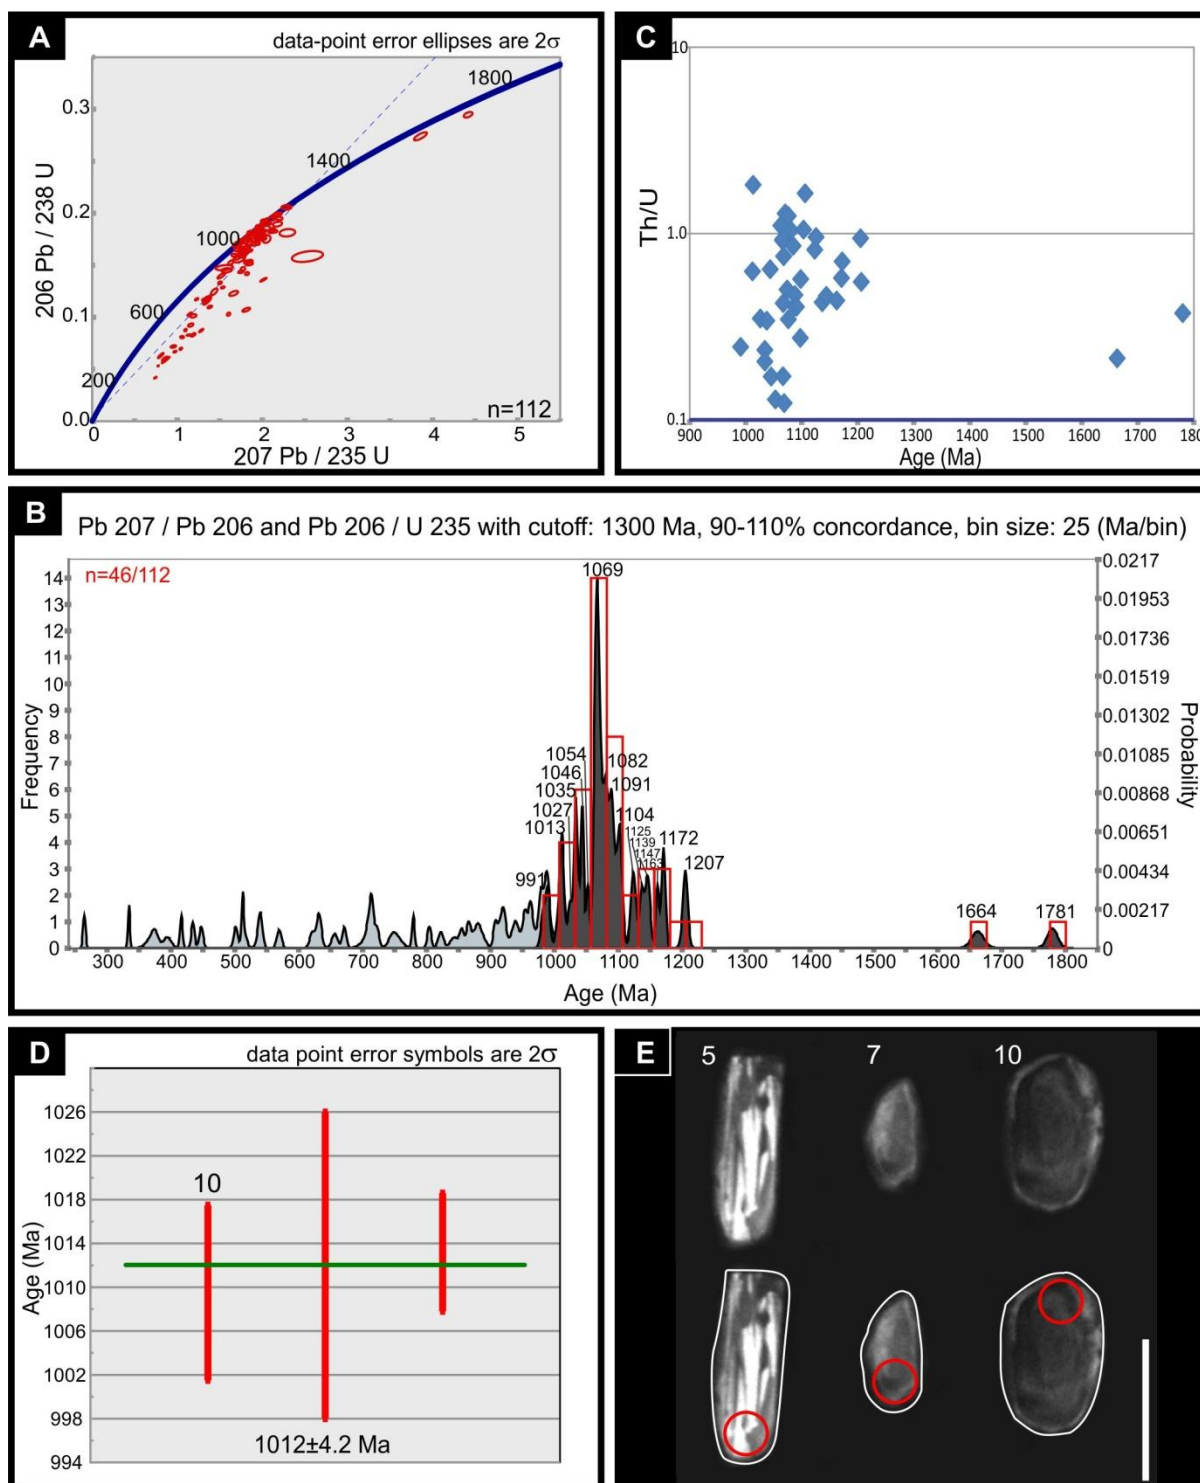 A
data-point error ellipses are 2σ
206 Pb / 238 U
0.3
0.2
0.1
0.0
200
600
1000
1400
1800
n=112
0 1 2 3 4 5
207 Pb / 235 U
C
Th/U
10
1.0
0.1
900 1000 1100 1200 1300 1400 1500 1600 1700 180
Age (Ma)
B
Pb 207 / Pb 206 and Pb 206 / U 235 with cutoff: 1300 Ma, 90-110% concordance, bin size: 25 (Ma/bin)
n=46/112
Frequency
14
13
12
11
10
9
8
7
6
5
4
3
2
1
0
991
1013
1027
1035
1046
1054
1069
1082
1091
1104
1125
1139
1147
1163
1172
1207
1664
1781
0.0217
0.01953
0.01736
0.01519
0.01302
0.01085
0.00868
0.00651
0.00434
0.00217
0
Probability
300 400 500 600 700 800 900 1000 1100 1200 1300 1400 1500 1600 1700 1800
Age (Ma)
D
data point error symbols are 2σ
Age (Ma)
1026
1022
1018
1014
1010
1006
1002
998
994
10
1012±4.2 Ma
E
5 7 10